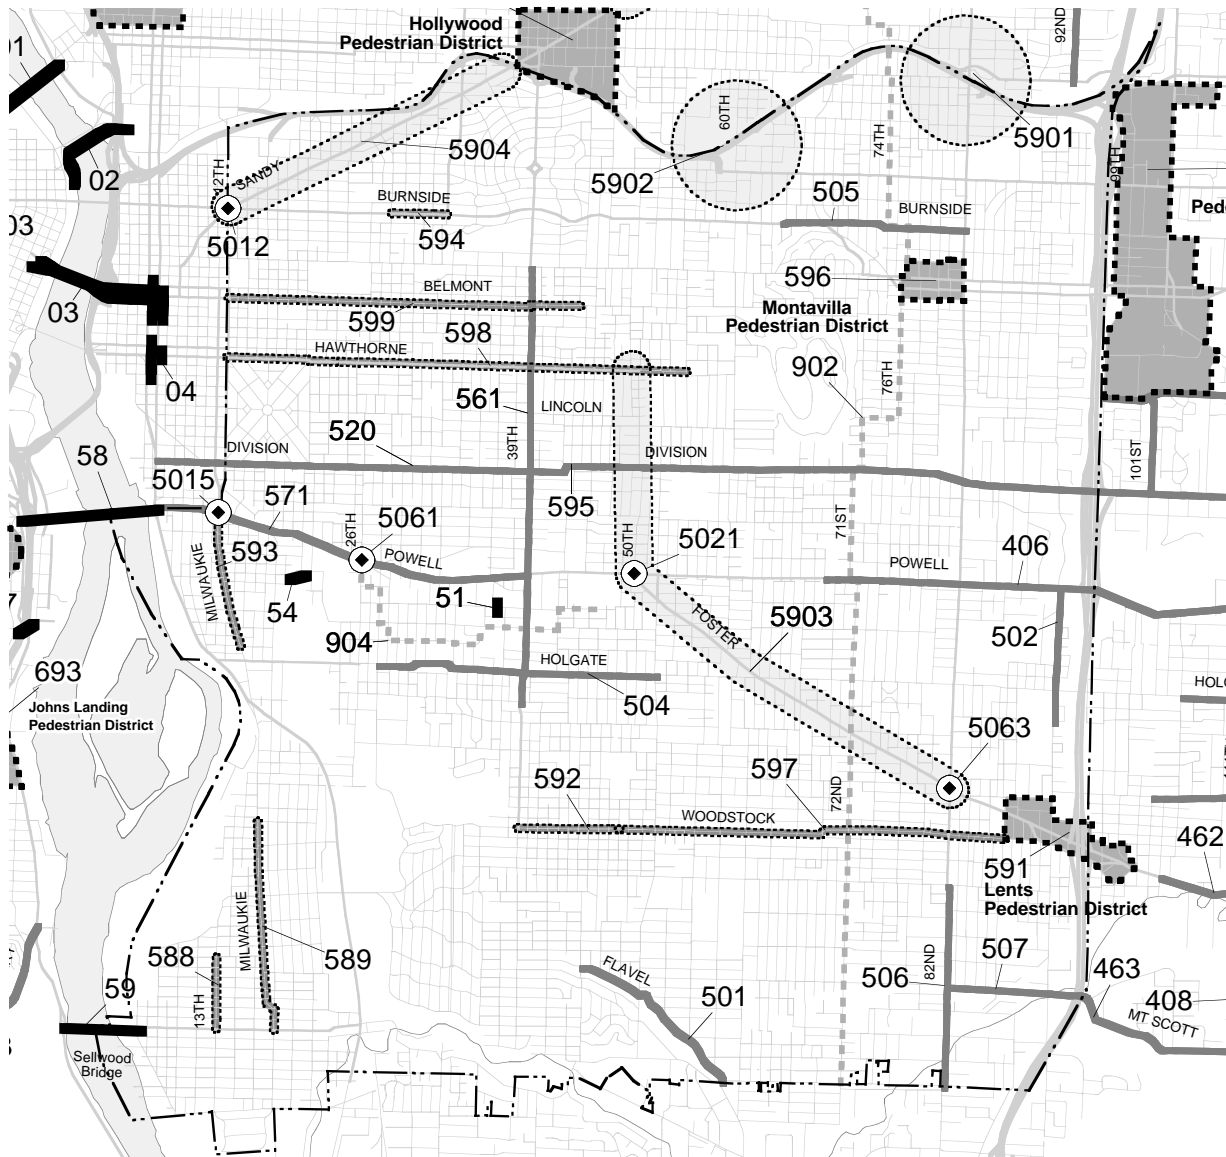 Hollywood
Pedestrian District
92ND
01
60TH
74TH
5901
5904
99TH
02
12TH
SANDY
5902
505
BURNSIDE
BURNSIDE
Ped
03
594
5012
596
BELMONT
03
599
598
Montavilla
Pedestrian District
HAWTHORNE
902
76TH
04
561
LINCOLN
520
39TH
DIVISION
DIVISION
101ST
58
5015
571
595
26TH
5061
50TH
5021
71ST
406
593
POWELL
POWELL
MILWAUKIE
54
51
FOSTER
5903
502
904
HOLGATE
693
504
HOLG
Johns Landing
Pedestrian District
5063
592
597
72ND
WOODSTOCK
462
591
Lents
Pedestrian District
MILWAUKIE
588
589
82ND
507
FLAVEL
506
463
59
13TH
501
408
MT SCOTT
Sellwood
Bridge